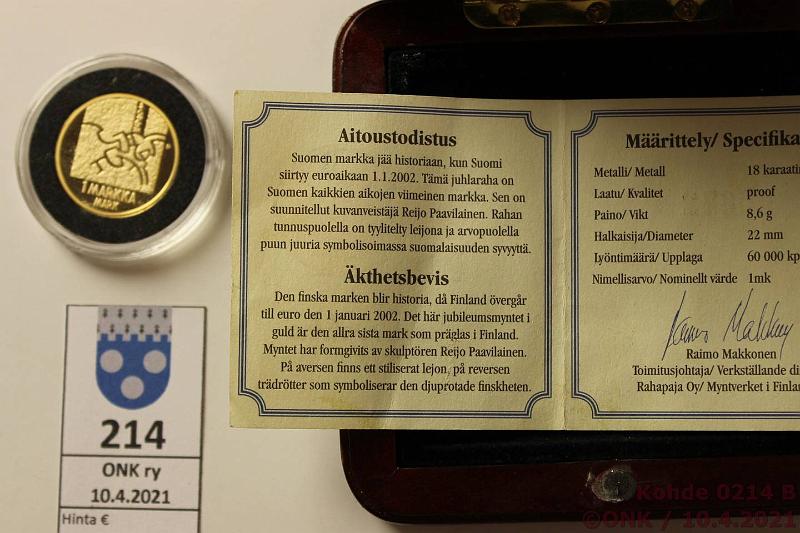 1 MARKKA
MARK
214
ONK ry
10.4.2021
Hinta €
Aitoustodistus
Suomen markka jää historiaan, kun Suomi
siirtyy euroaikaan 1.1.2002. Tämä juhlaraha on
Suomen kaikkien aikojen viimeinen markka. Sen on
suunnitellut kuvanveistäjä Reijo Paavilainen. Rahan
tunnuspuolella on tyylitelty leijona ja arvopuolella
puun juuria symbolisoimassa suomalaisuuden syvyyttä.
Äkthetsbevis
Den finska marken blir historia, då Finland övergår
till euro den 1 januari 2002. Det här jubileumsmyntet i
guld är den allra sista mark som präglas i Finland.
Myntet har formgivits av skulptören Reijo Paavilainen.
På aversen finns ett stiliserat lejon, på reversen
trädrötter som symboliserar den djuprotade finskheten.
Määrittely/ Specifika
Metalli/ Metall 18 karaati
Laatu/ Kvalitet proof
Paino/ Vikt 8,6 g
Halkaisija/Diameter 22 mm
Lyöntimäärä/ Upplaga 60 000 kp
Nimellisarvo/ Nominellt värde 1mk
Raimo Makkonen
Raimo Makkonen
Toimitusjohtaja/ Verkställande di
Rahapaja Oy/ Myntverket i Finlan
Kohde 0214 B
©ONK / 10.4.2021